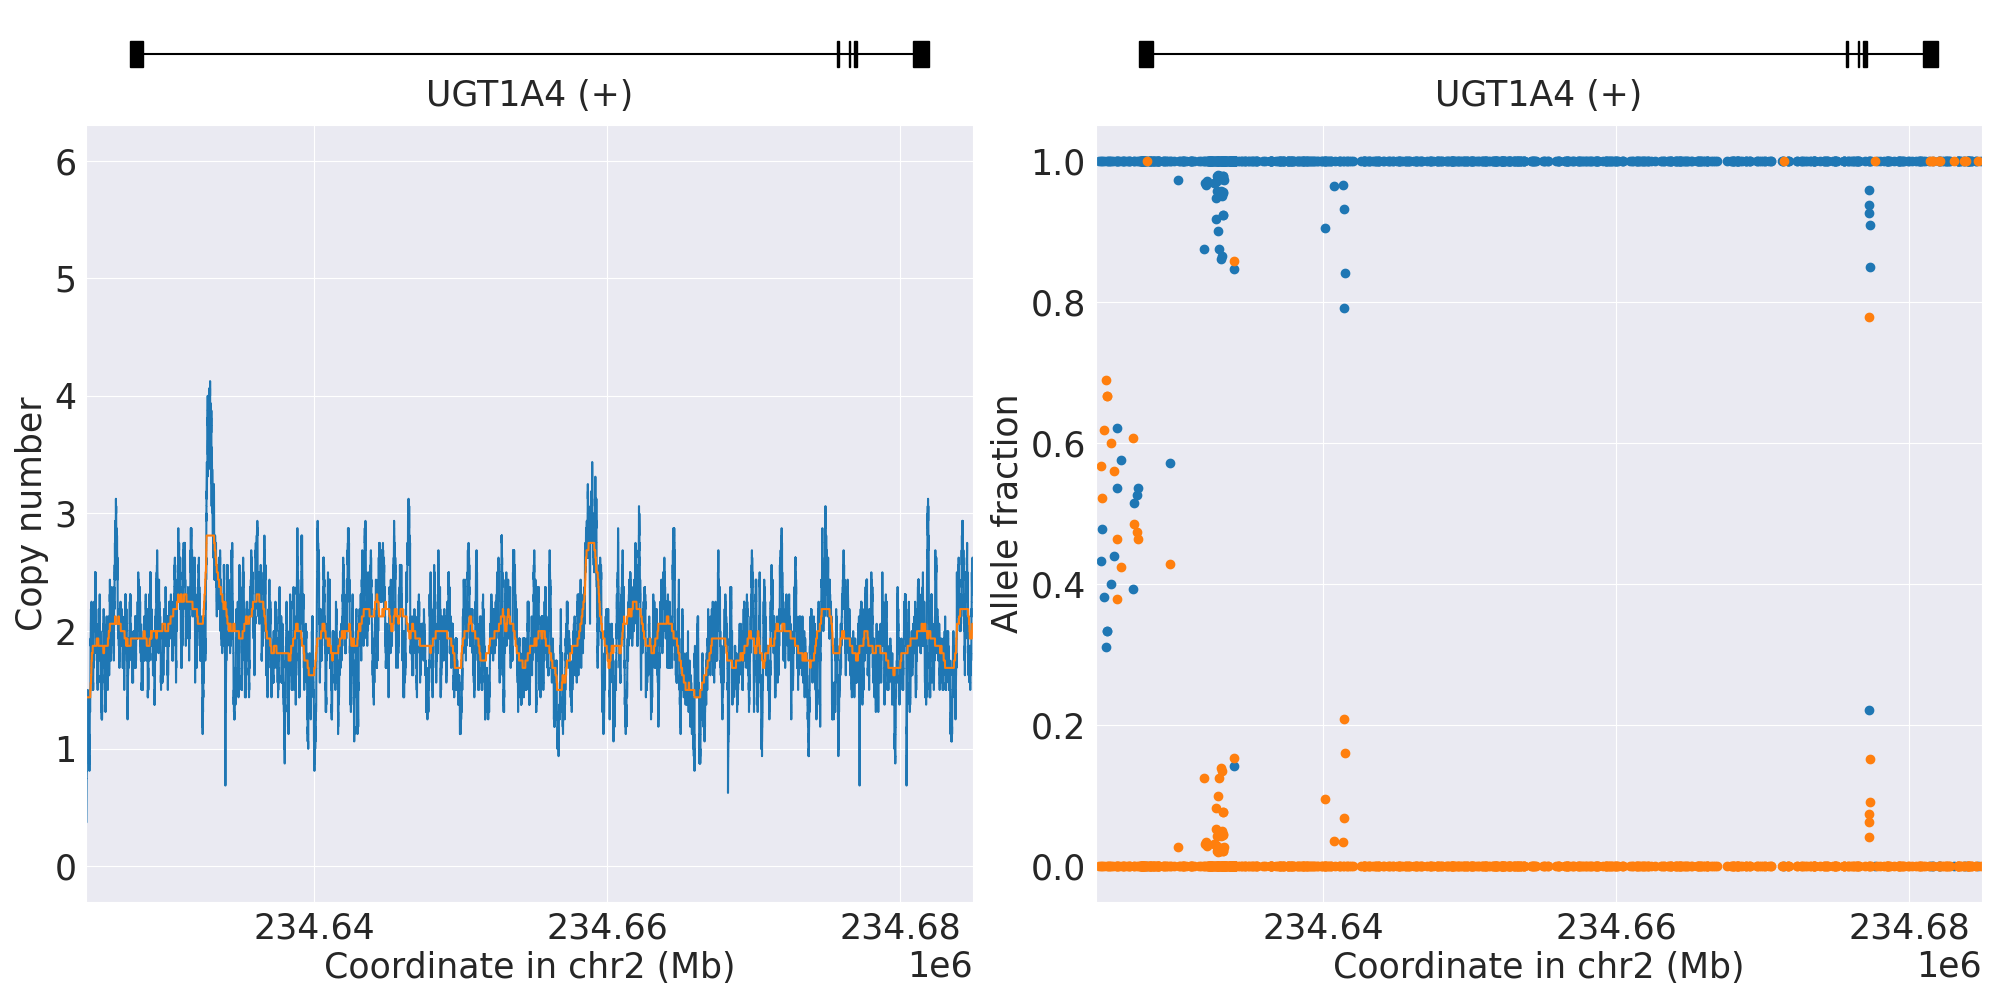 UGT1A4 (+)
6
5
4
3
2
1
0
Copy number
234.64 234.66 234.68
1e6
Coordinate in chr2 (Mb)
UGT1A4 (+)
1.0
0.8
0.6
0.4
0.2
0.0
Allele fraction
234.64 234.66 234.68
1e6
Coordinate in chr2 (Mb)